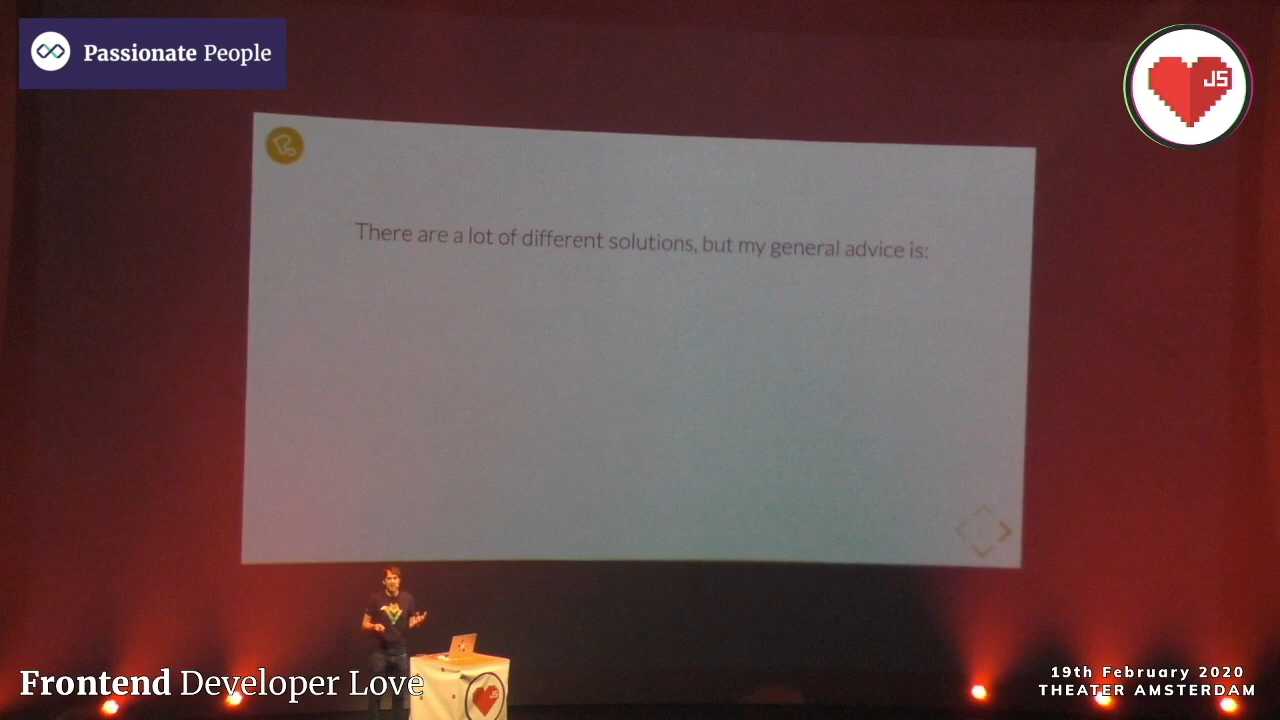 Passionate People
JS
There are a lot of different solutions, but my general advice is:
JS
Frontend Developer Love
19th February 2020
THEATER AMSTERDAM